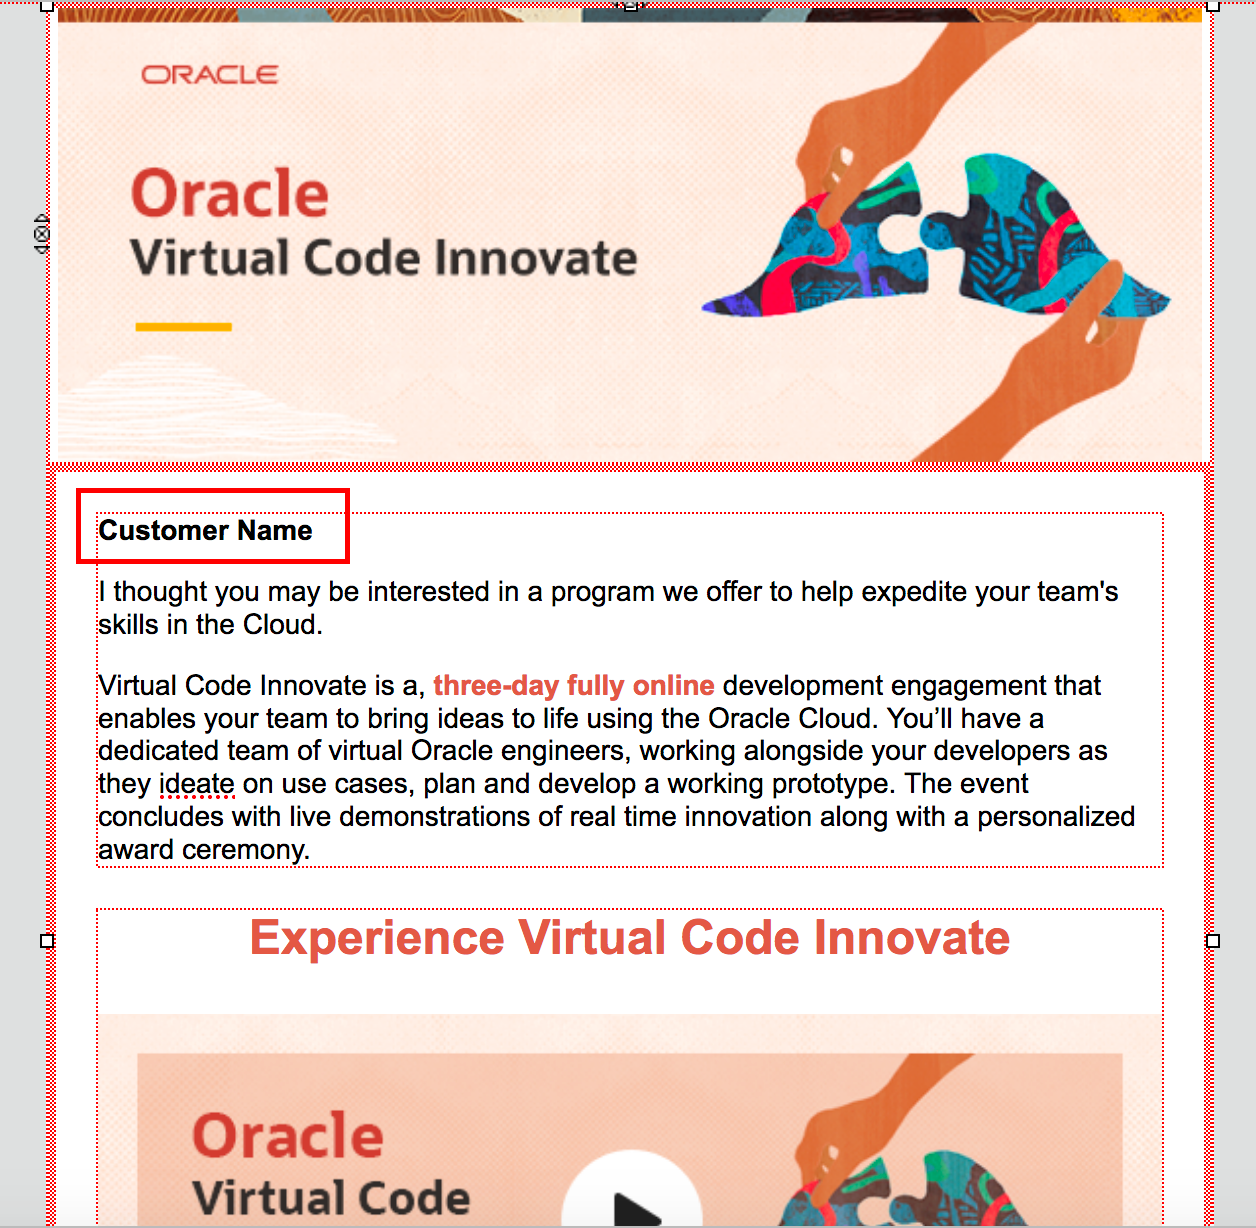 ORACLE
Oracle
Virtual Code Innovate
Customer Name
I thought you may be interested in a program we offer to help expedite your team's
skills in the Cloud.
Virtual Code Innovate is a, three-day fully online development engagement that
enables your team to bring ideas to life using the Oracle Cloud. You’ll have a
dedicated team of virtual Oracle engineers, working alongside your developers as
they ideate on use cases, plan and develop a working prototype. The event
concludes with live demonstrations of real time innovation along with a personalized
award ceremony.
Experience Virtual Code Innovate
Oracle
Virtual Code